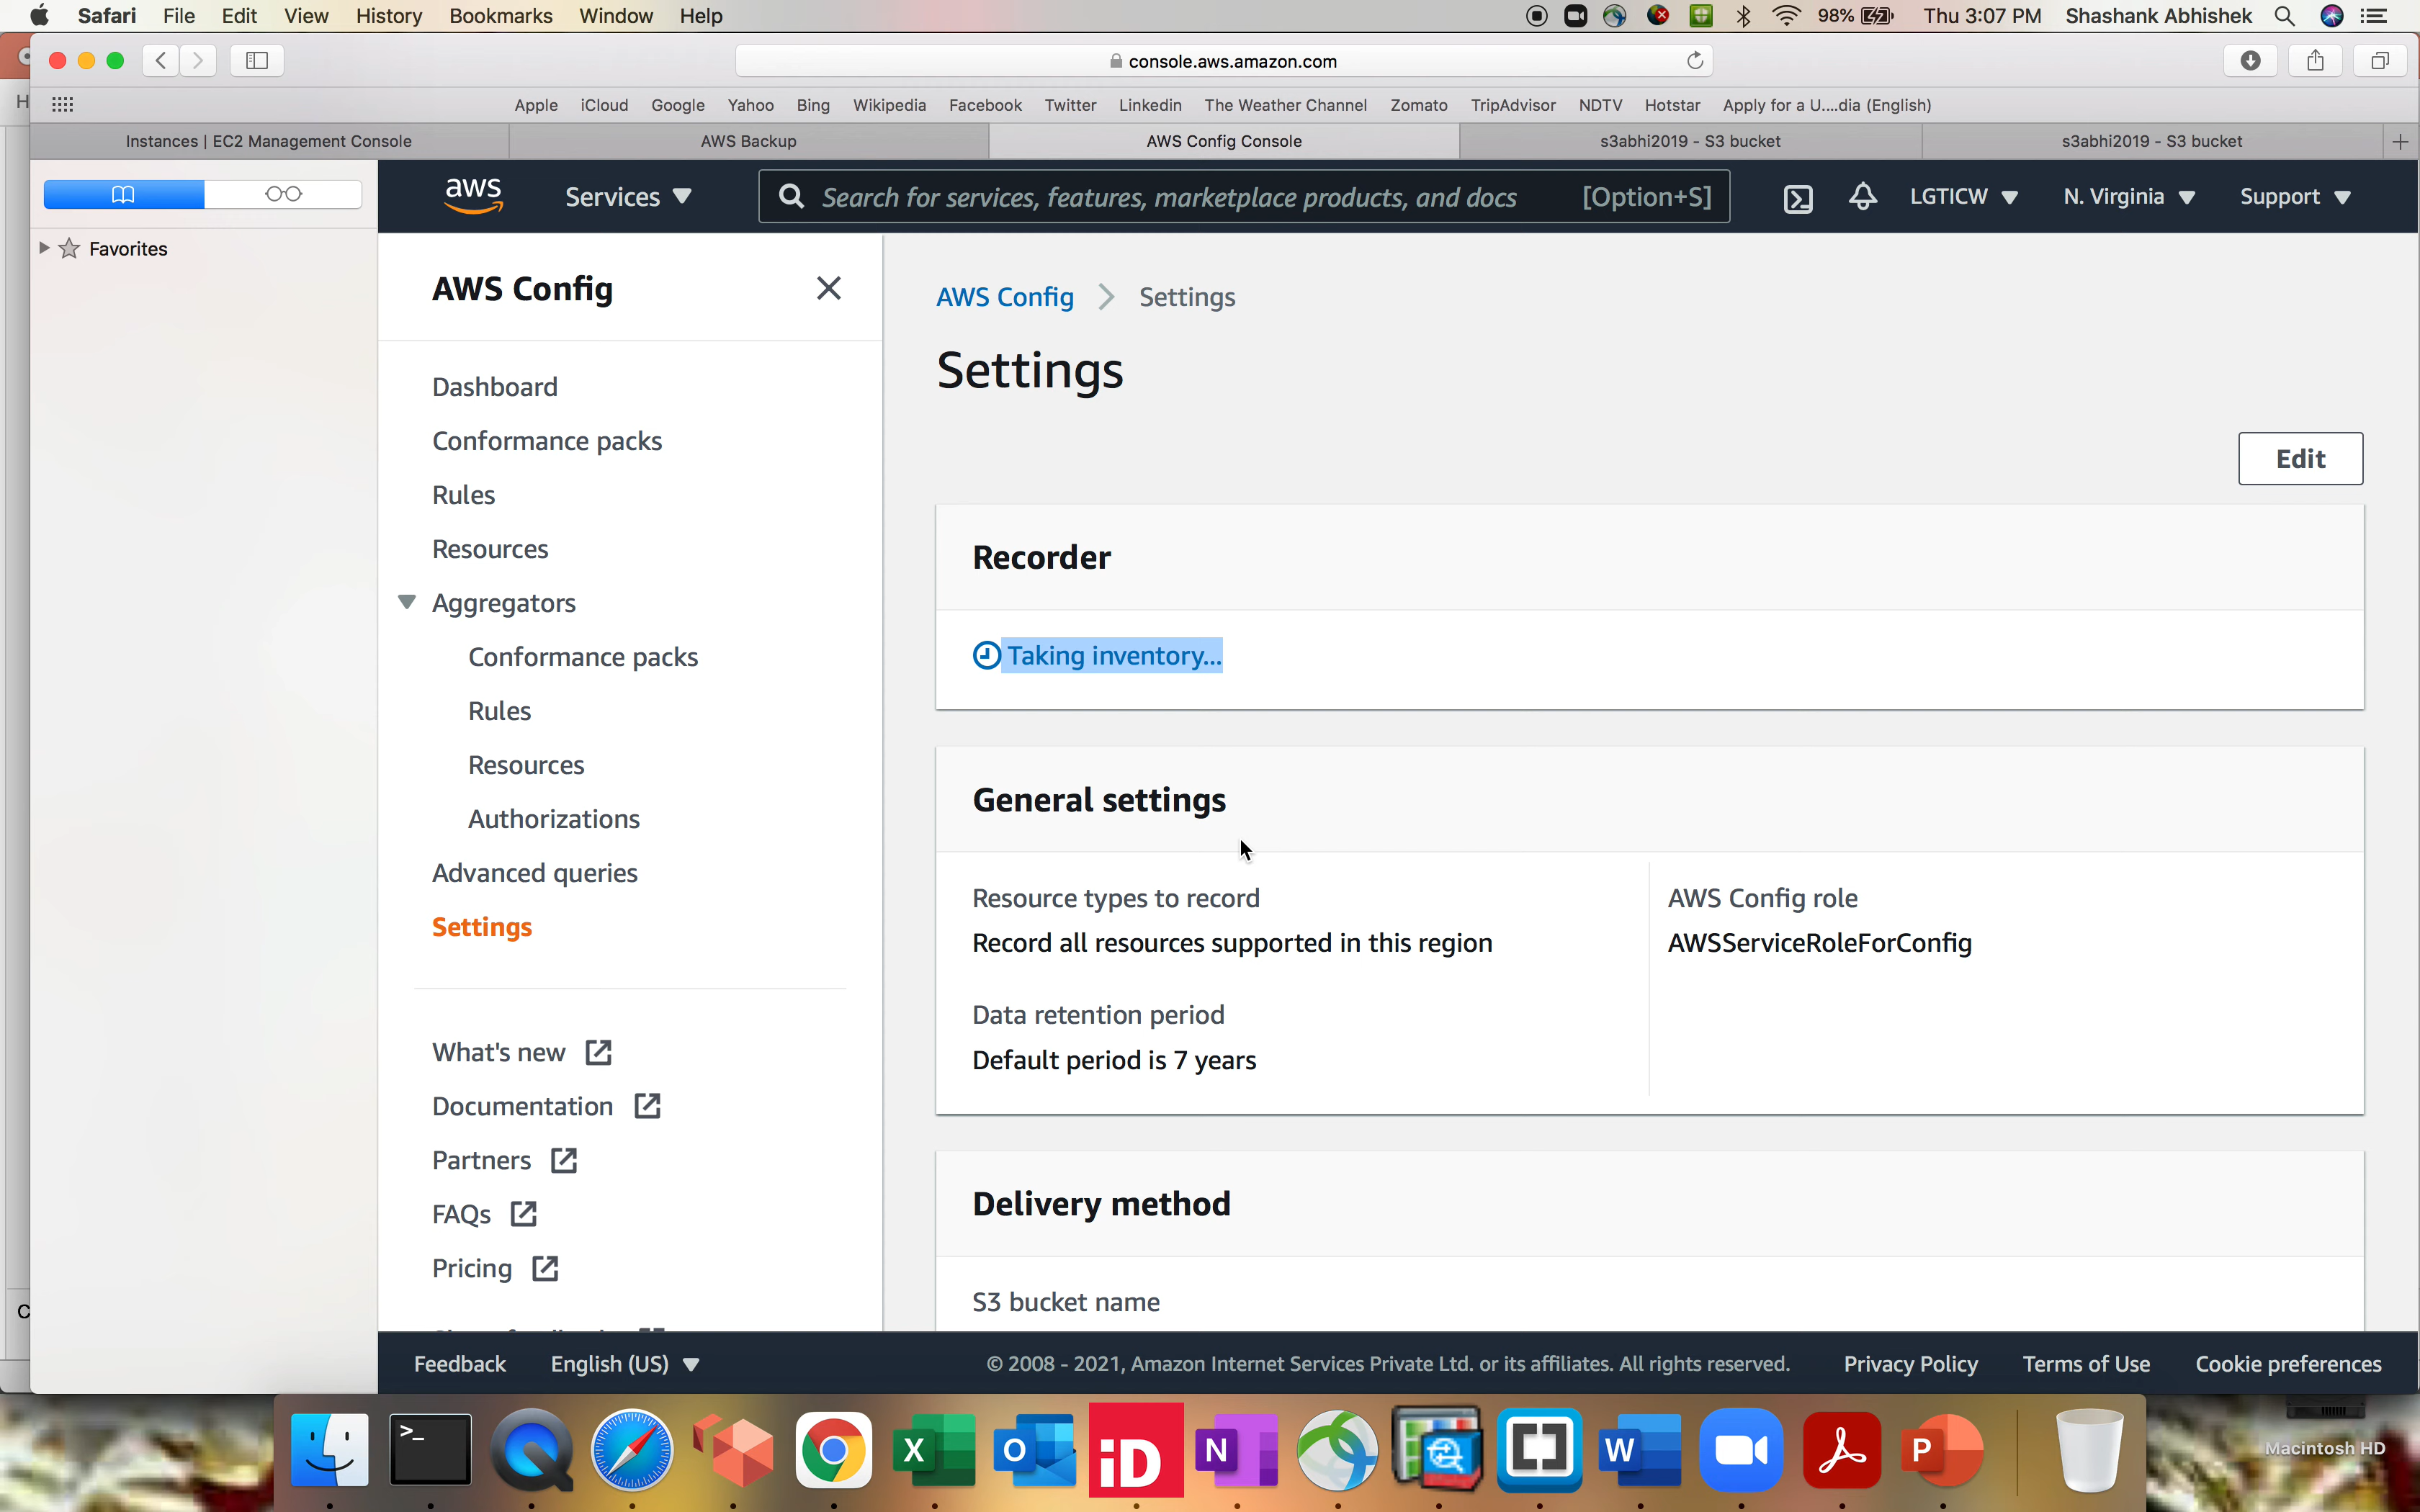 Safari File Edit View History Bookmarks Window Help 98% Thu 3:07 PM Shashank Abhishek
console.aws.amazon.com
Apple iCloud Google Yahoo Bing Wikipedia Facebook Twitter Linkedin The Weather Channel Zomato TripAdvisor NDTV Hotstar Apply for a U....dia (English)
Instances | EC2 Management Console AWS Backup AWS Config Console s3abhi2019 - S3 bucket s3abhi2019 - S3 bucket
Favorites
aws Services Search for services, features, marketplace products, and docs [Option+S] LGTICW N. Virginia Support
AWS Config
Dashboard
Conformance packs
Rules
Resources
Aggregators
Conformance packs
Rules
Resources
Authorizations
Advanced queries
Settings
What's new
Documentation
Partners
FAQs
Pricing
AWS Config Settings
Settings
Edit
Recorder
Taking inventory...
General settings
Resource types to record
Record all resources supported in this region
Data retention period
Default period is 7 years
AWS Config role
AWSServiceRoleForConfig
Delivery method
S3 bucket name
Feedback English (US) © 2008 - 2021, Amazon Internet Services Private Ltd. or its affiliates. All rights reserved. Privacy Policy Terms of Use Cookie preferences
>_ X O iD N W P
Macintosh HD